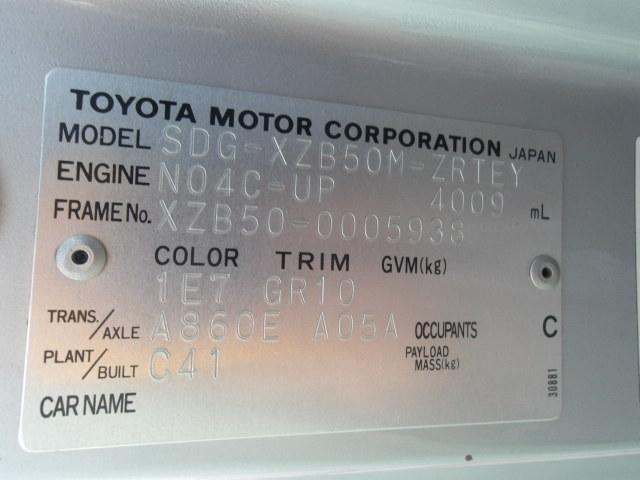 TOYOTA MOTOR CORPORATION JAPAN
MODEL SDG-XZB50M-ZRTEY
ENGINE N04C-UP 4009 mL
FRAME No. XZB50-0005938
COLOR TRIM GVM(kg)
1E7 GR10
TRANS./AXLE A860E A05A OCCUPANTS C
PLANT/BUILT C41 PAYLOAD MASS(kg)
CAR NAME
30881